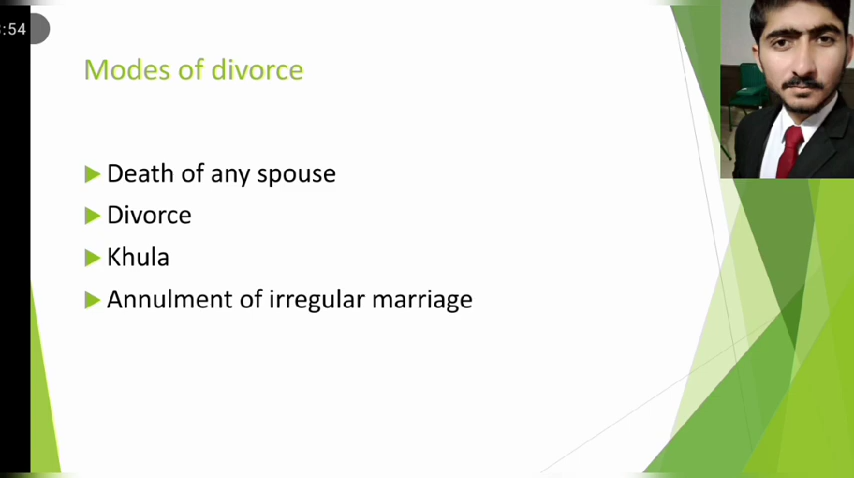 :54
Modes of divorce
Death of any spouse
Divorce
Khula
Annulment of irregular marriage